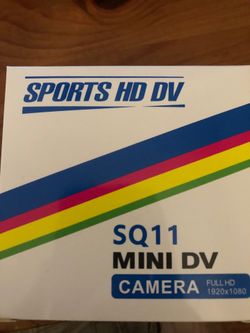 SPORTS HD DV
SQ11
MINI DV
CAMERA FULL HD
1920x1080